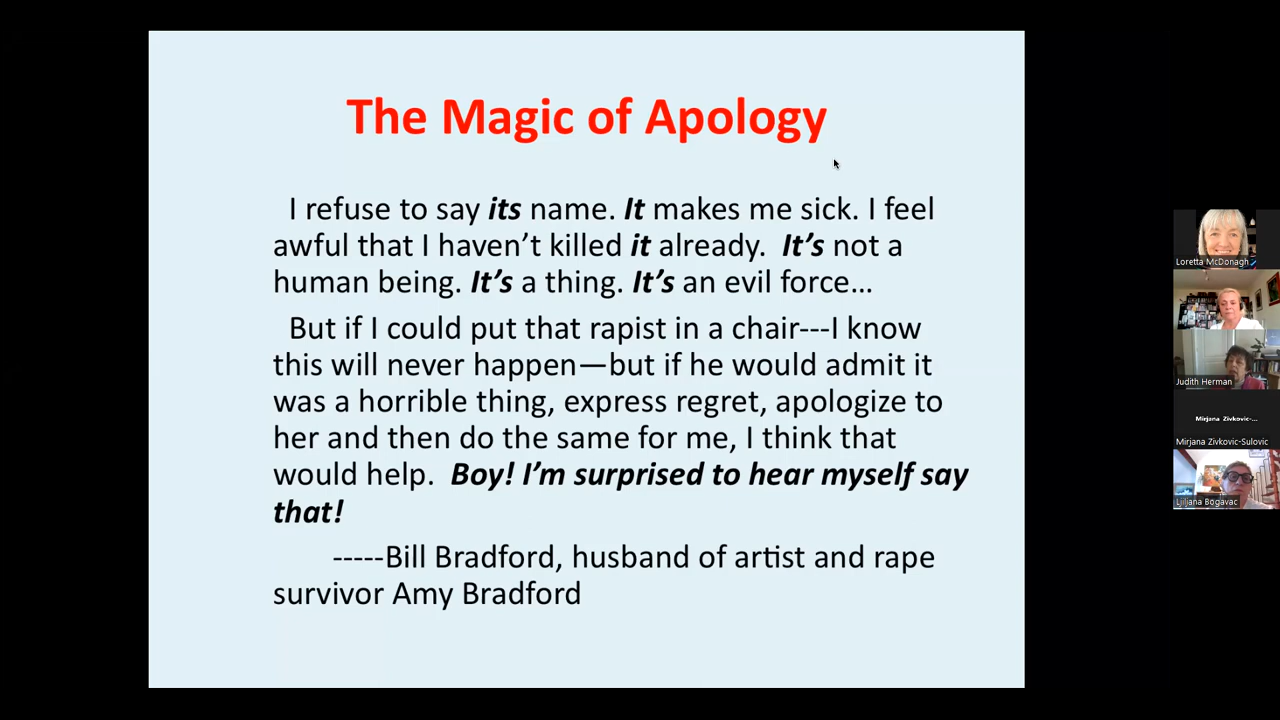 The Magic of Apology
I refuse to say its name. It makes me sick. I feel
awful that I haven’t killed it already.  It’s not a
human being. It’s a thing. It’s an evil force…
But if I could put that rapist in a chair---I know
this will never happen—but if he would admit it
was a horrible thing, express regret, apologize to
her and then do the same for me, I think that
would help.  Boy! I’m surprised to hear myself say
that!
-----Bill Bradford, husband of artist and rape
survivor Amy Bradford
Loretta McDonagh
Judith Herman
Mirjana Zivkovic-...
Mirjana Zivkovic-Sulovic
Ljiljana Bogavac